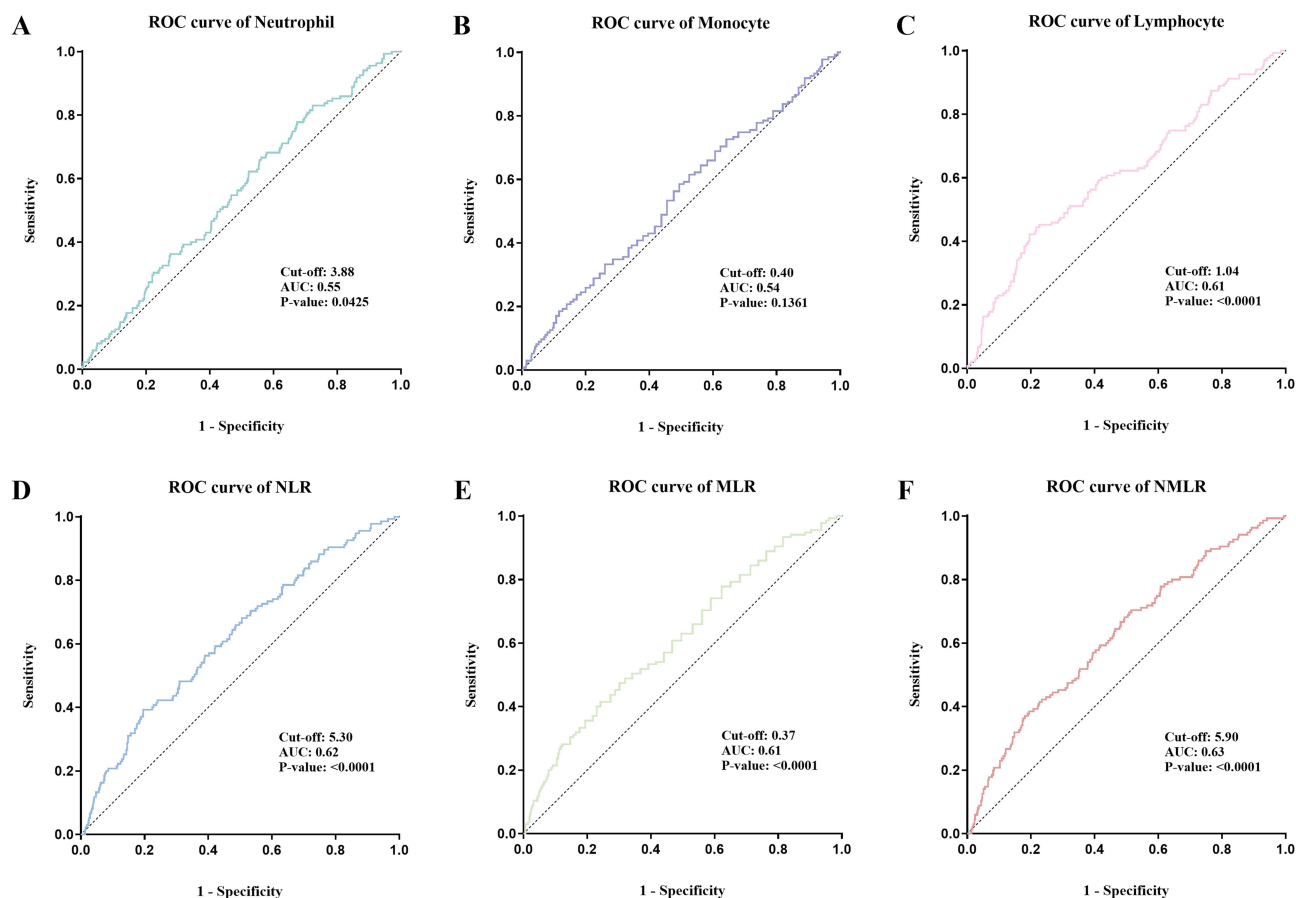 A
ROC curve of Neutrophil
1.0
0.8
0.6
0.4
0.2
0.0
Sensitivity
Cut-off: 3.88
AUC: 0.55
P-value: 0.0425
0.0 0.2 0.4 0.6 0.8 1.0
1 - Specificity
B
ROC curve of Monocyte
1.0
0.8
0.6
0.4
0.2
0.0
Sensitivity
Cut-off: 0.40
AUC: 0.54
P-value: 0.1361
0.0 0.2 0.4 0.6 0.8 1.0
1 - Specificity
C
ROC curve of Lymphocyte
1.0
0.8
0.6
0.4
0.2
0.0
Sensitivity
Cut-off: 1.04
AUC: 0.61
P-value: <0.0001
0.0 0.2 0.4 0.6 0.8 1.0
1 - Specificity
D
ROC curve of NLR
1.0
0.8
0.6
0.4
0.2
0.0
Sensitivity
Cut-off: 5.30
AUC: 0.62
P-value: <0.0001
0.0 0.2 0.4 0.6 0.8 1.0
1 - Specificity
E
ROC curve of MLR
1.0
0.8
0.6
0.4
0.2
0.0
Sensitivity
Cut-off: 0.37
AUC: 0.61
P-value: <0.0001
0.0 0.2 0.4 0.6 0.8 1.0
1 - Specificity
F
ROC curve of NMLR
1.0
0.8
0.6
0.4
0.2
0.0
Sensitivity
Cut-off: 5.90
AUC: 0.63
P-value: <0.0001
0.0 0.2 0.4 0.6 0.8 1.0
1 - Specificity